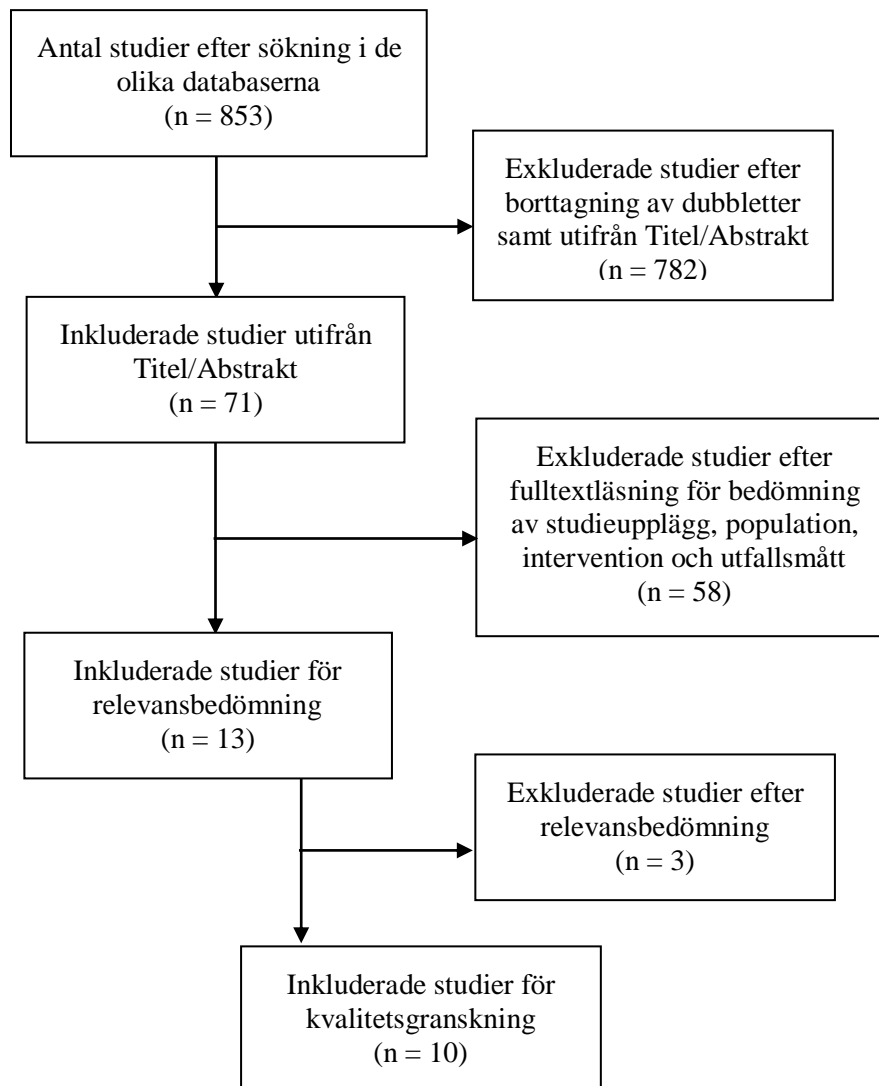 Antal studier efter sökning i de
olika databaserna
(n = 853)
Exkluderade studier efter
borttagning av dubbletter
samt utifrån Titel/Abstrakt
(n = 782)
Inkluderade studier utifrån
Titel/Abstrakt
(n = 71)
Exkluderade studier efter
fulltextläsning för bedömning
av studieupplägg, population,
intervention och utfallsmått
(n = 58)
Inkluderade studier för
relevansbedömning
(n = 13)
Exkluderade studier efter
relevansbedömning
(n = 3)
Inkluderade studier för
kvalitetsgranskning
(n = 10)